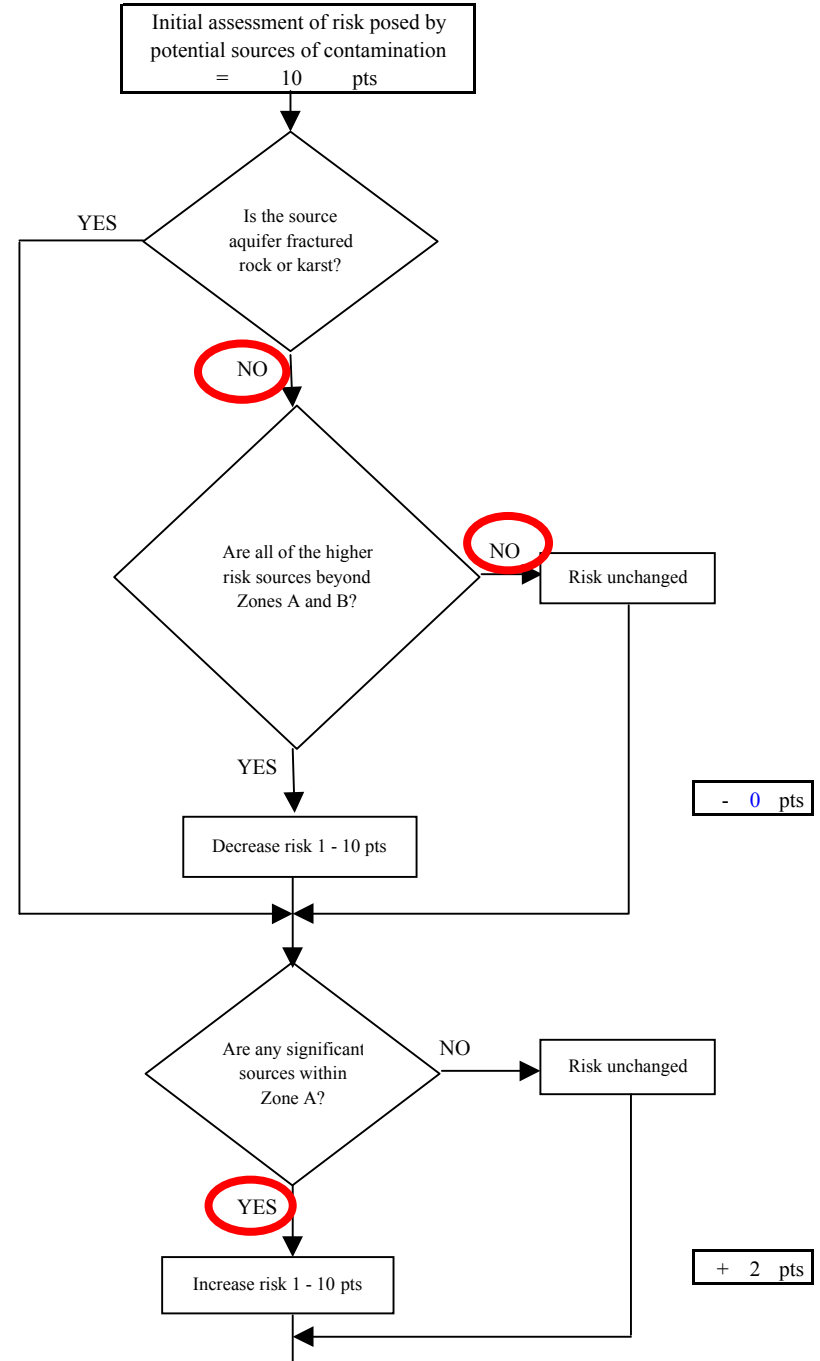 Initial assessment of risk posed by
potential sources of contamination
= 10 pts
YES
Is the source
aquifer fractured
rock or karst?
NO
Are all of the higher
risk sources beyond
Zones A and B?
NO
Risk unchanged
YES
- 0 pts
Decrease risk 1 - 10 pts
Are any significant
sources within
Zone A?
NO
Risk unchanged
YES
+ 2 pts
Increase risk 1 - 10 pts